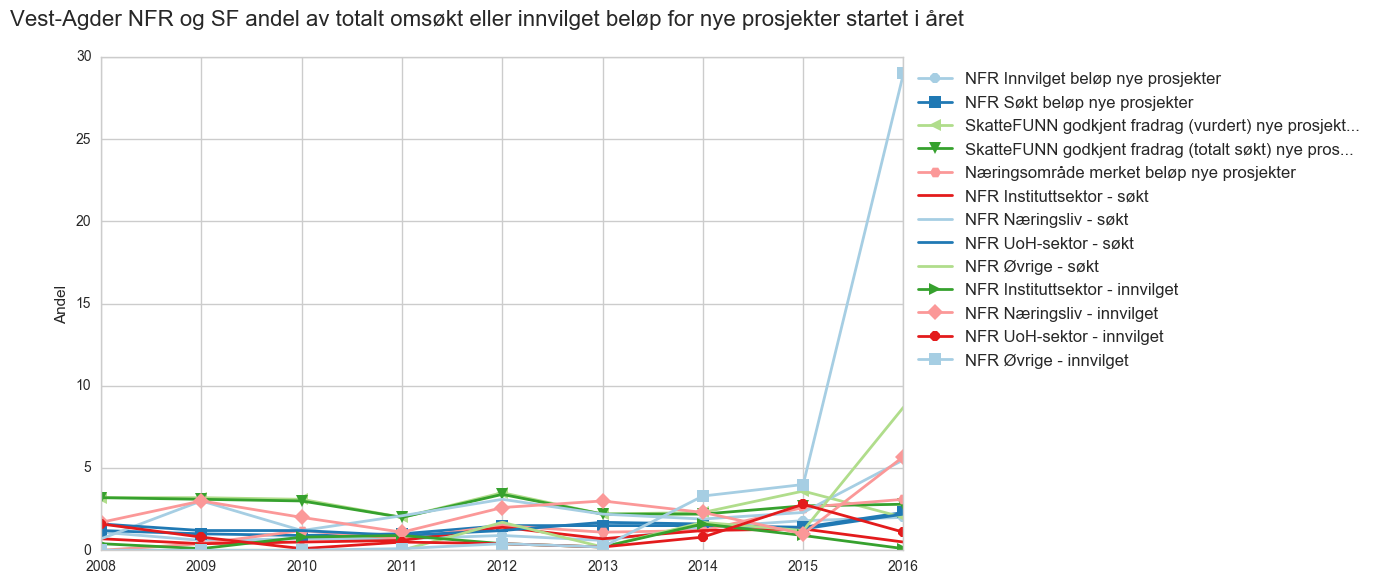 Vest-Agder NFR og SF andel av totalt omsøkt eller innvilget beløp for nye prosjekter startet i året
30
25
20
15
10
5
0
Andel
2008 2009 2010 2011 2012 2013 2014 2015 2016
NFR Innvilget beløp nye prosjekter
NFR Søkt beløp nye prosjekter
SkatteFUNN godkjent fradrag (vurdert) nye prosjekt...
SkatteFUNN godkjent fradrag (totalt søkt) nye pros...
Næringsområde merket beløp nye prosjekter
NFR Instituttsektor - søkt
NFR Næringsliv - søkt
NFR UoH-sektor - søkt
NFR Øvrige - søkt
NFR Instituttsektor - innvilget
NFR Næringsliv - innvilget
NFR UoH-sektor - innvilget
NFR Øvrige - innvilget